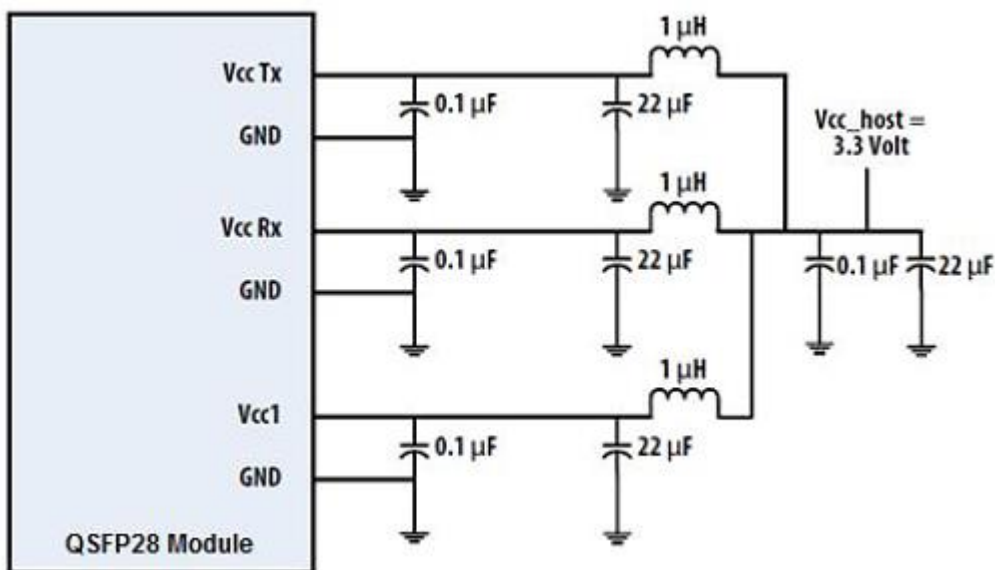 1 μH
Vcc Tx
0.1 μF
22 μF
GND
Vcc_host =
3.3 Volt
1 μH
Vcc Rx
0.1 μF
22 μF
0.1 μF
22 μF
GND
1 μH
Vcc1
0.1 μF
22 μF
GND
QSFP28 Module